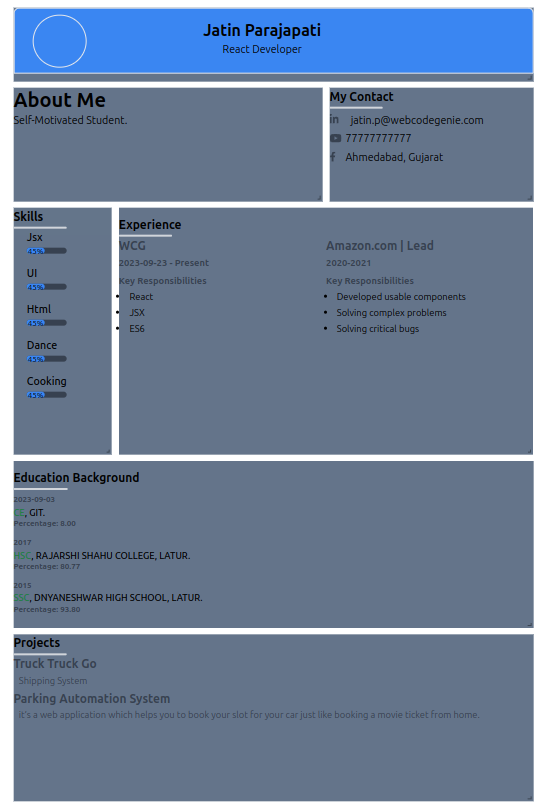 Jatin Parajapati
React Developer
About Me
Self-Motivated Student.
My Contact
jatin.p@webcodegenie.com
77777777777
Ahmedabad, Gujarat
Skills
Jsx
45%
UI
45%
Html
45%
Dance
45%
Cooking
45%
Experience
WCG
2023-09-23 - Present
Key Responsibilities
React
JSX
ES6
Amazon.com | Lead
2020-2021
Key Responsibilities
Developed usable components
Solving complex problems
Solving critical bugs
Education Background
2023-09-03
CE, GIT.
Percentage: 8.00
2017
HSC, RAJARSHI SHAHU COLLEGE, LATUR.
Percentage: 80.77
2015
SSC, DNYANESHWAR HIGH SCHOOL, LATUR.
Percentage: 93.80
Projects
Truck Truck Go
Shipping System
Parking Automation System
it's a web application which helps you to book your slot for your car just like booking a movie ticket from home.